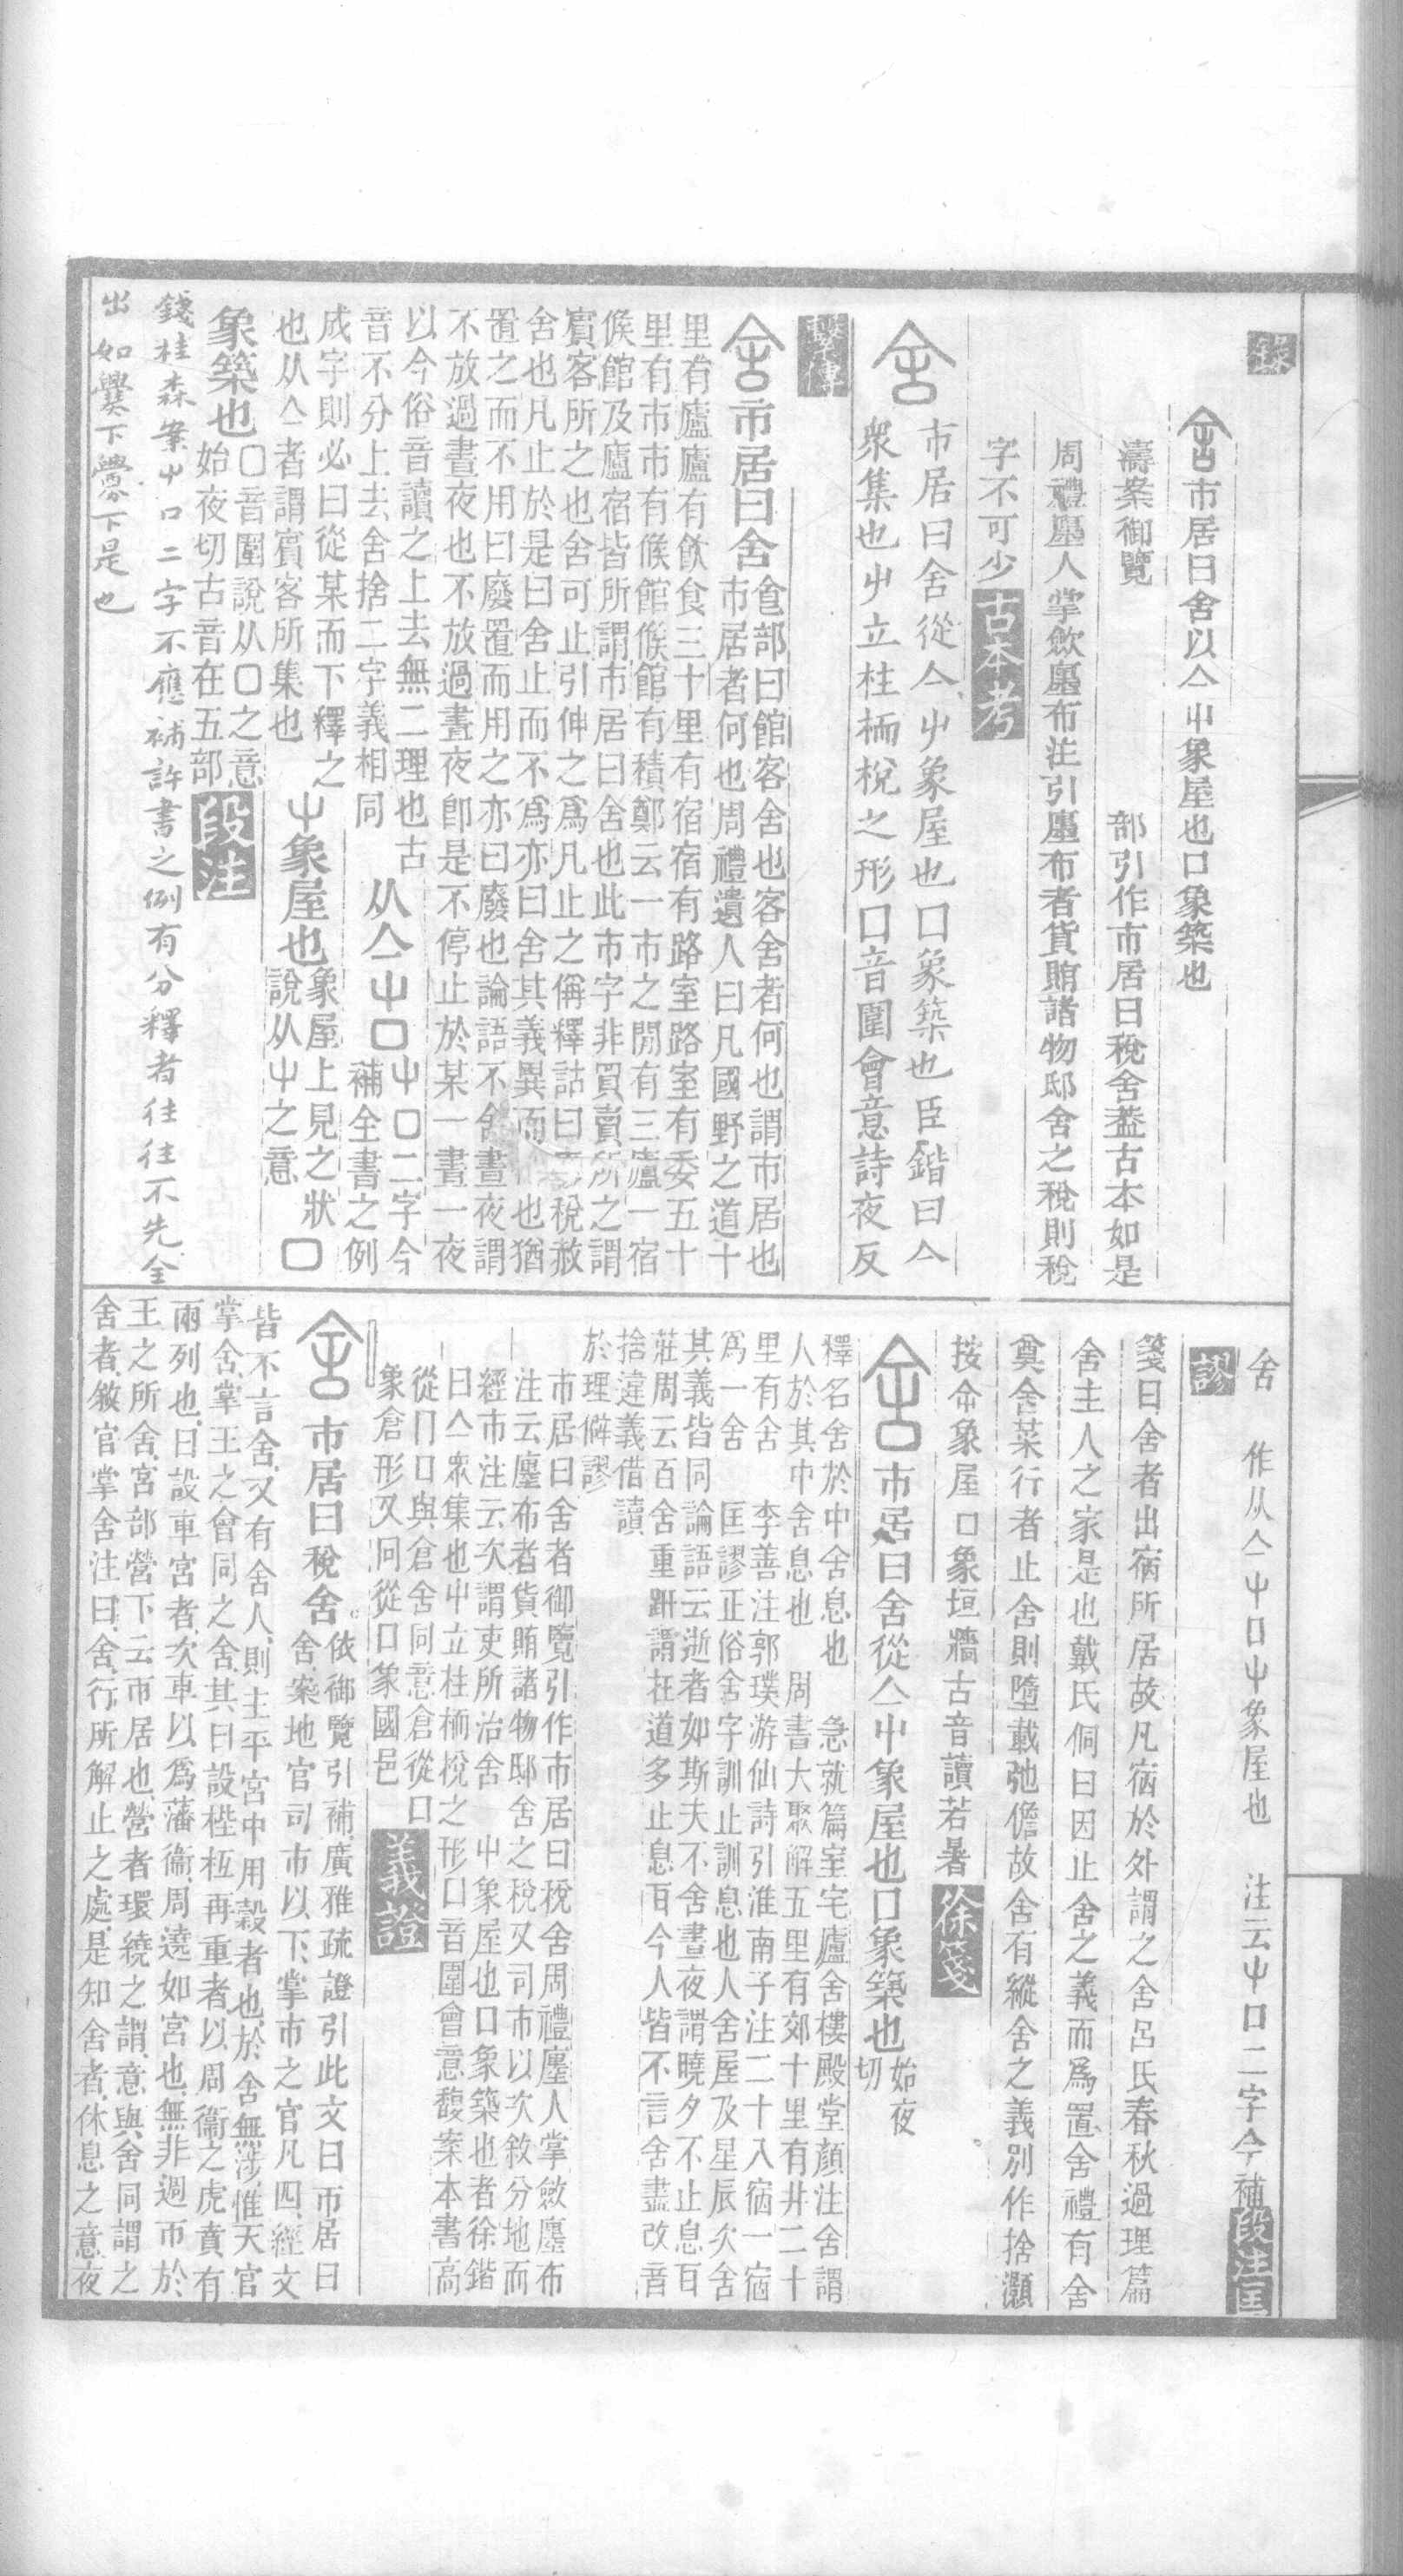 錄
市居曰舍以亼屮象屋也口象築也
濤案御覽　部引作市居曰稅舍葢古本如是
周禮廛人掌斂廛布注引廛布者貨賄諸物邸舍之稅則稅
字不可少古本考
市居曰舍從亼屮象屋也口象築也臣鍇曰亼
衆集也屮立柱栭梲之形口音圍會意詩夜反
繫傳
舍市居曰舍
食部曰館客舍也客舍者何也謂市居也
市居者何也周禮遺人曰凡國野之道十
里有廬廬有飲食三十里有宿宿有路室路室有委五十
里有市市有候館候館有積鄭云一市之閒有三廬一宿
候館及廬宿皆所謂市居曰舍也此市字非買賣所之謂
賓客所之也舍可止引伸之爲凡止之偁釋詁曰稅赦
舍也凡止於是曰舍止而不爲亦曰舍其義異而也猶
置之而不用曰廢置而用之亦曰廢也論語不舍晝夜謂
不放過晝夜也不放過晝夜卽是不停止於某一晝一夜
以今俗音讀之上去無二理也古
音不分上去舍捨二字義相同
从亼屮口
屮口二字今
補全書之例
成字則必曰從某而下釋之
也从亼者謂賓客所集也
屮象屋也
象屋上見之狀
說从屮之意
口
象築也
口音圍說从口之意
始夜切古音在五部
段注
錢桂森案屮口二字不應補許書之例有分釋者往往不先全
出如爨下釁下是也
舍　作从亼屮口屮象屋也　注云屮口二字今補段注匡
謬
箋曰舍者出宿所居故凡宿於外謂之舍呂氏春秋過理篇
舍主人之家是也戴氏侗曰因止舍之義而爲置舍禮有舍
奠舍菜行者止舍則墮載弛儋故舍有縱舍之義別作捨灝
按象屋口象垣牆古音讀若暑徐箋
舍市居曰舍從亼屮象屋也口象築也
始夜
切
釋名舍於中舍息也　急就篇室宅廬舍樓殿堂顏注舍謂
人於其中舍息也　周書大聚解五里有郊十里有井二十
里有舍　李善注郭璞游仙詩引淮南子注二十八宿一宿
爲一舍　匡謬正俗舍字訓止訓息也人舍屋及星辰次舍
其義皆同論語云逝者如斯夫不舍晝夜謂曉夕不止息百
莊周云百舍重趼謂在道多止息百今人皆不言舍盡改音
捨違義借讀
於理僻謬
市居曰舍者御覽引作市居曰稅舍周禮廛人掌斂廛布
注云廛布者貨賄諸物邸舍之稅又司市以次敘分地而
經市注云次謂吏所治舍　屮象屋也口象築也者徐鍇
曰亼衆集也屮立柱栭梲之形口音圍會意馥案本書高
從冂口與倉舍同意倉從口
象倉形又冋從口象國邑
義證
舍市居曰稅舍。
依御覽引補廣雅疏證引此文曰市居曰
舍案地官司市以下掌市之官凡四經文
皆不言舍又有舍人則主平宮中用穀者也於舍無涉惟天官
掌舍掌王之會同之舍其曰設梐枑再重者以周衞之虎賁有
兩列也曰設車宮者次車以爲藩衞周遶如宮也無非週帀於
王之所舍宮部營下云帀居也營者環繞之謂意與舍同謂之
舍者敘官掌舍注曰舍行所解止之處是知舍者休息之意夜